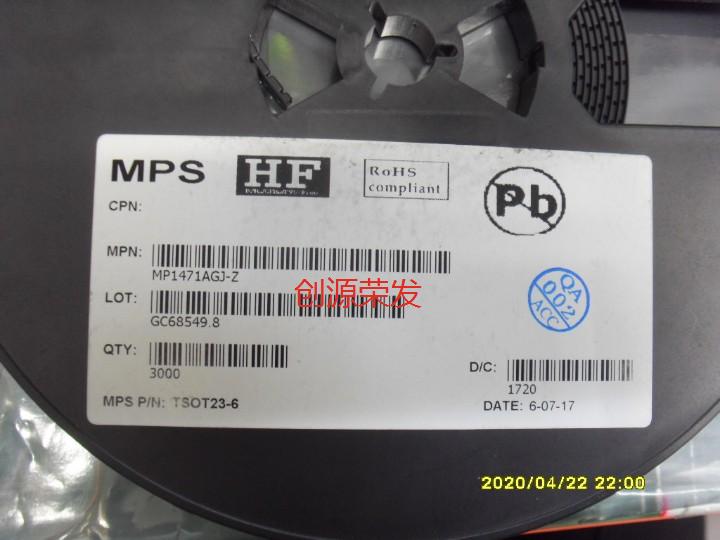 MPS HF RoHS compliant Pb
CPN:
MPN:
MP1471AGJ-Z
创源荣发
LOT:
GC68549.8
QA 002 ACC
QTY:
3000
D/C:
1720
MPS P/N: TSOT23-6
DATE: 6-07-17
2020/04/22 22:00